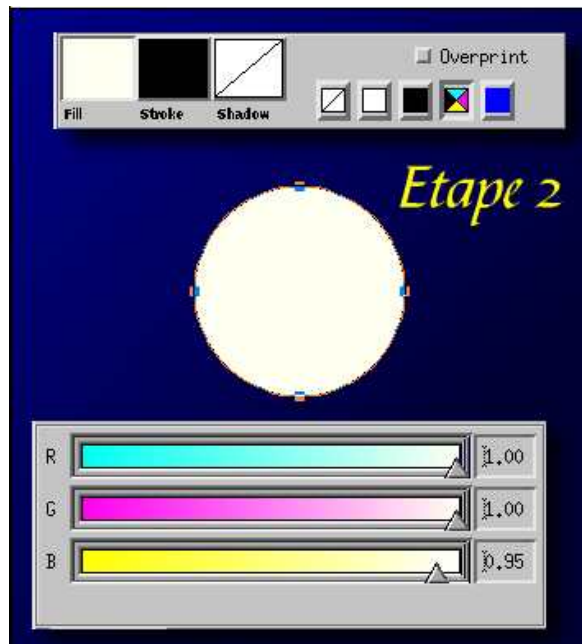 Overprint
Fill Stroke Shadow
Etape 2
R 1.00
G 1.00
B 0.95